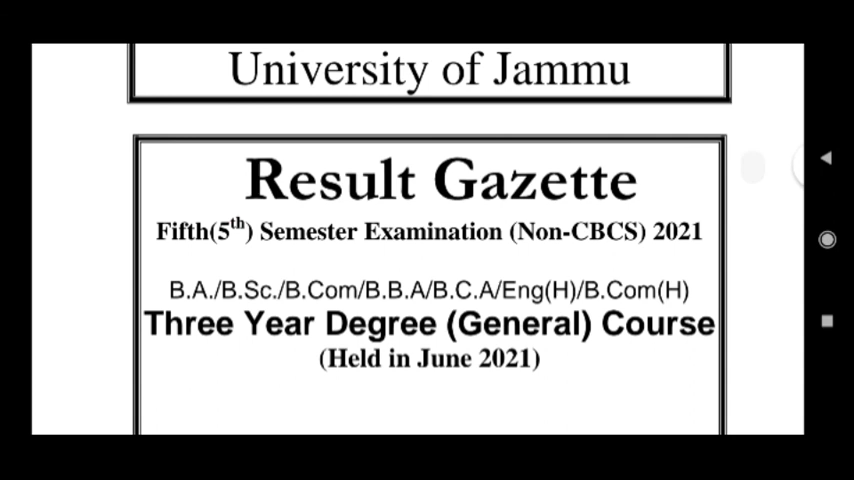 University of Jammu
Result Gazette
Fifth(5th) Semester Examination (Non-CBCS) 2021
B.A./B.Sc./B.Com/B.B.A/B.C.A/Eng(H)/B.Com(H)
Three Year Degree (General) Course
(Held in June 2021)